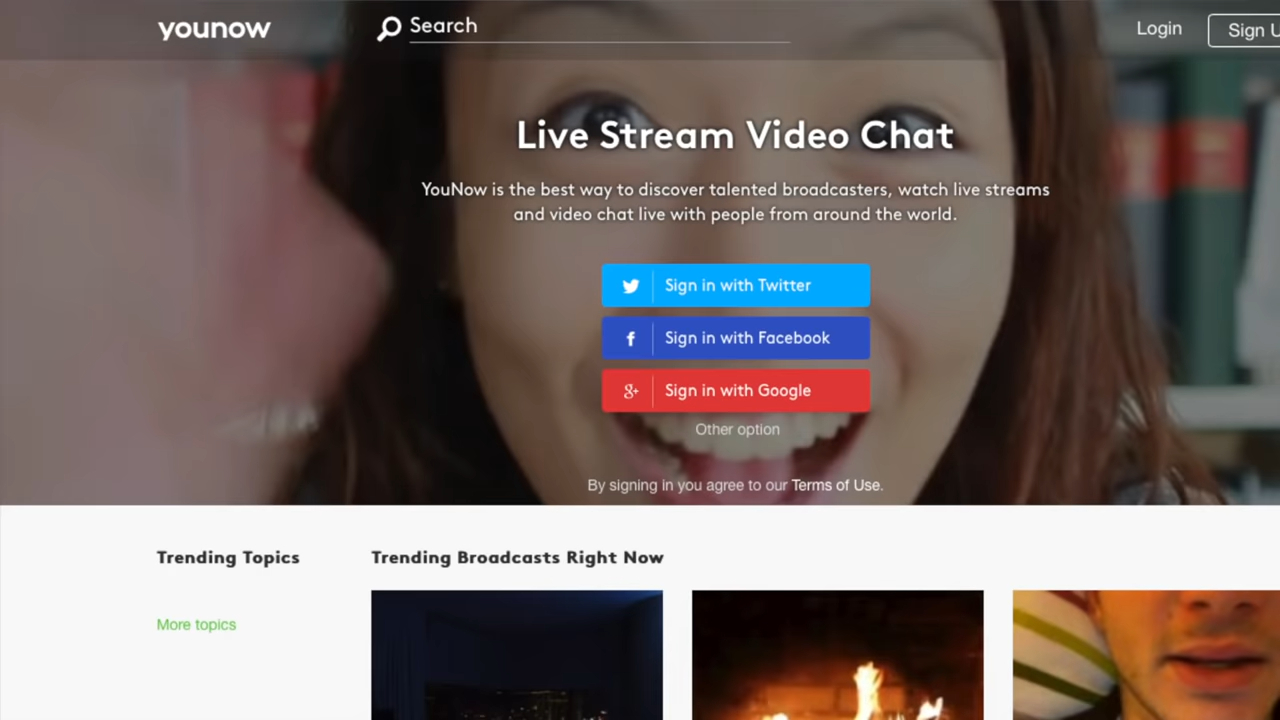 younow
Search
Login
Sign U
Live Stream Video Chat
YouNow is the best way to discover talented broadcasters, watch live streams
and video chat live with people from around the world.
Sign in with Twitter
f
Sign in with Facebook
g+
Sign in with Google
Other option
By signing in you agree to our Terms of Use.
Trending Topics
Trending Broadcasts Right Now
More topics